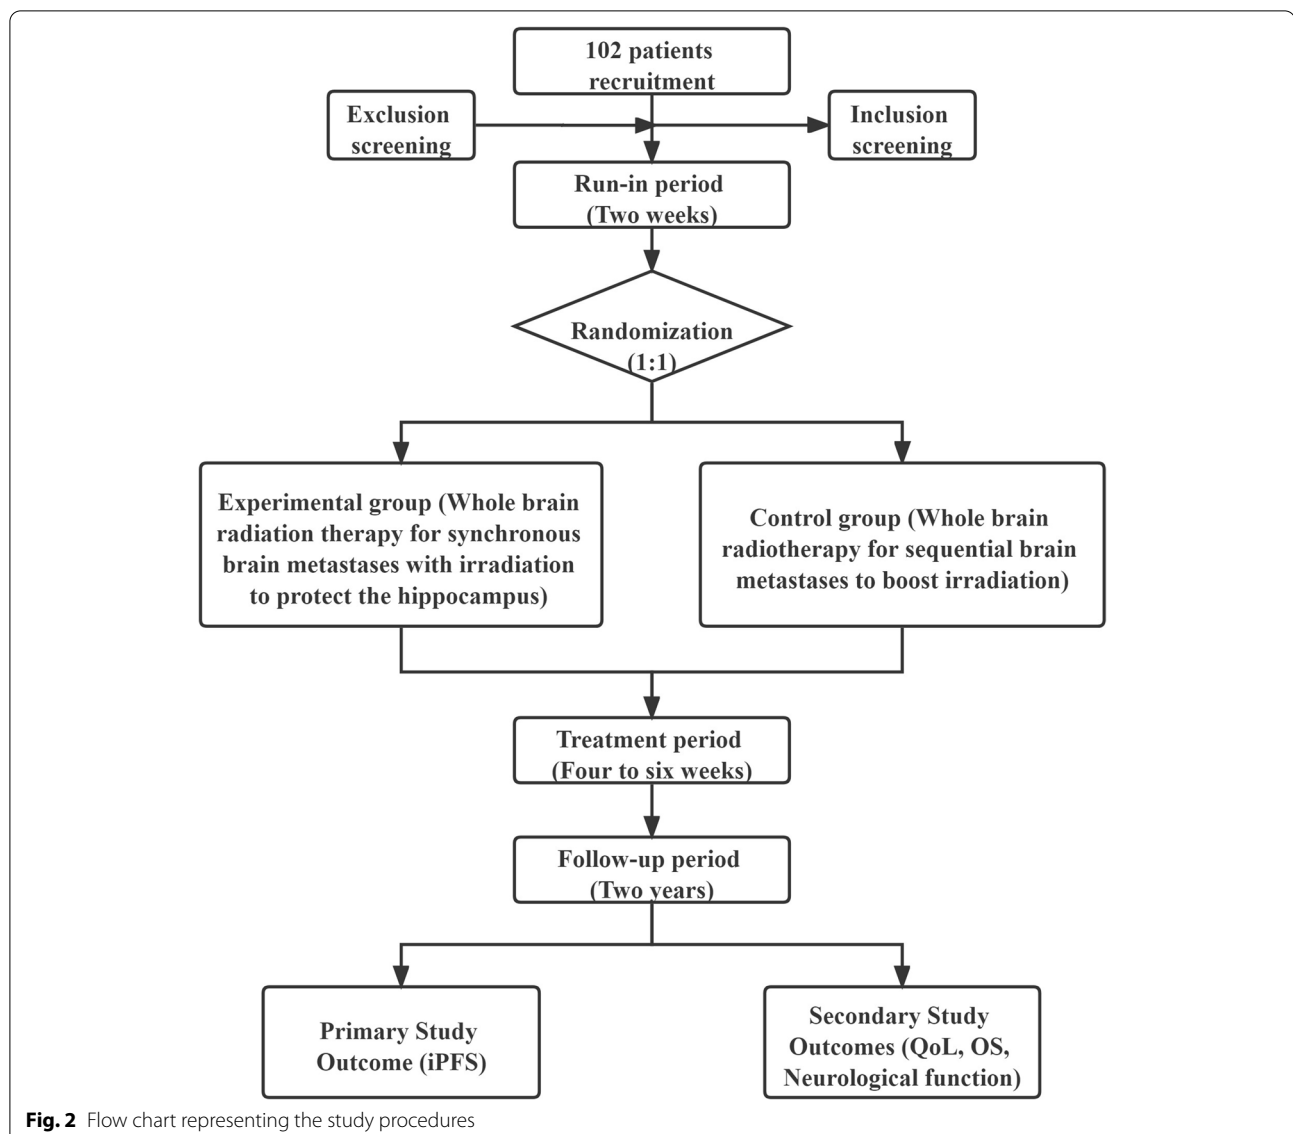 102 patients
recruitment
Exclusion
screening
Inclusion
screening
Run-in period
(Two weeks)
Randomization
(1:1)
Experimental group (Whole brain
radiation therapy for synchronous
brain metastases with irradiation
to protect the hippocampus)
Control group (Whole brain
radiotherapy for sequential brain
metastases to boost irradiation)
Treatment period
(Four to six weeks)
Follow-up period
(Two years)
Primary Study
Outcome (iPFS)
Secondary Study
Outcomes (QoL, OS,
Neurological function)
Fig. 2 Flow chart representing the study procedures